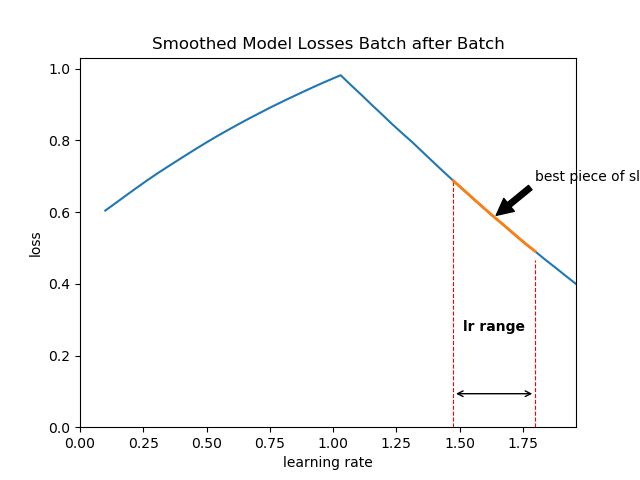 Smoothed Model Losses Batch after Batch
1.0
0.8
0.6
0.4
0.2
0.0
loss
best piece of sl
lr range
0.00 0.25 0.50 0.75 1.00 1.25 1.50 1.75
learning rate